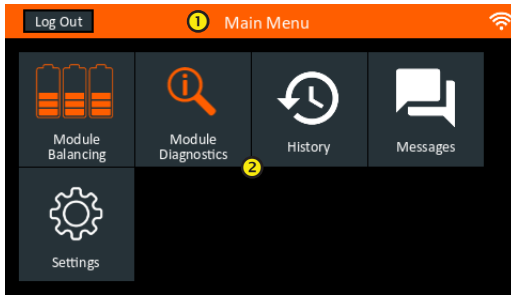 Log Out
1
Main Menu
Module
Balancing
Module
Diagnostics
History
Messages
2
Settings